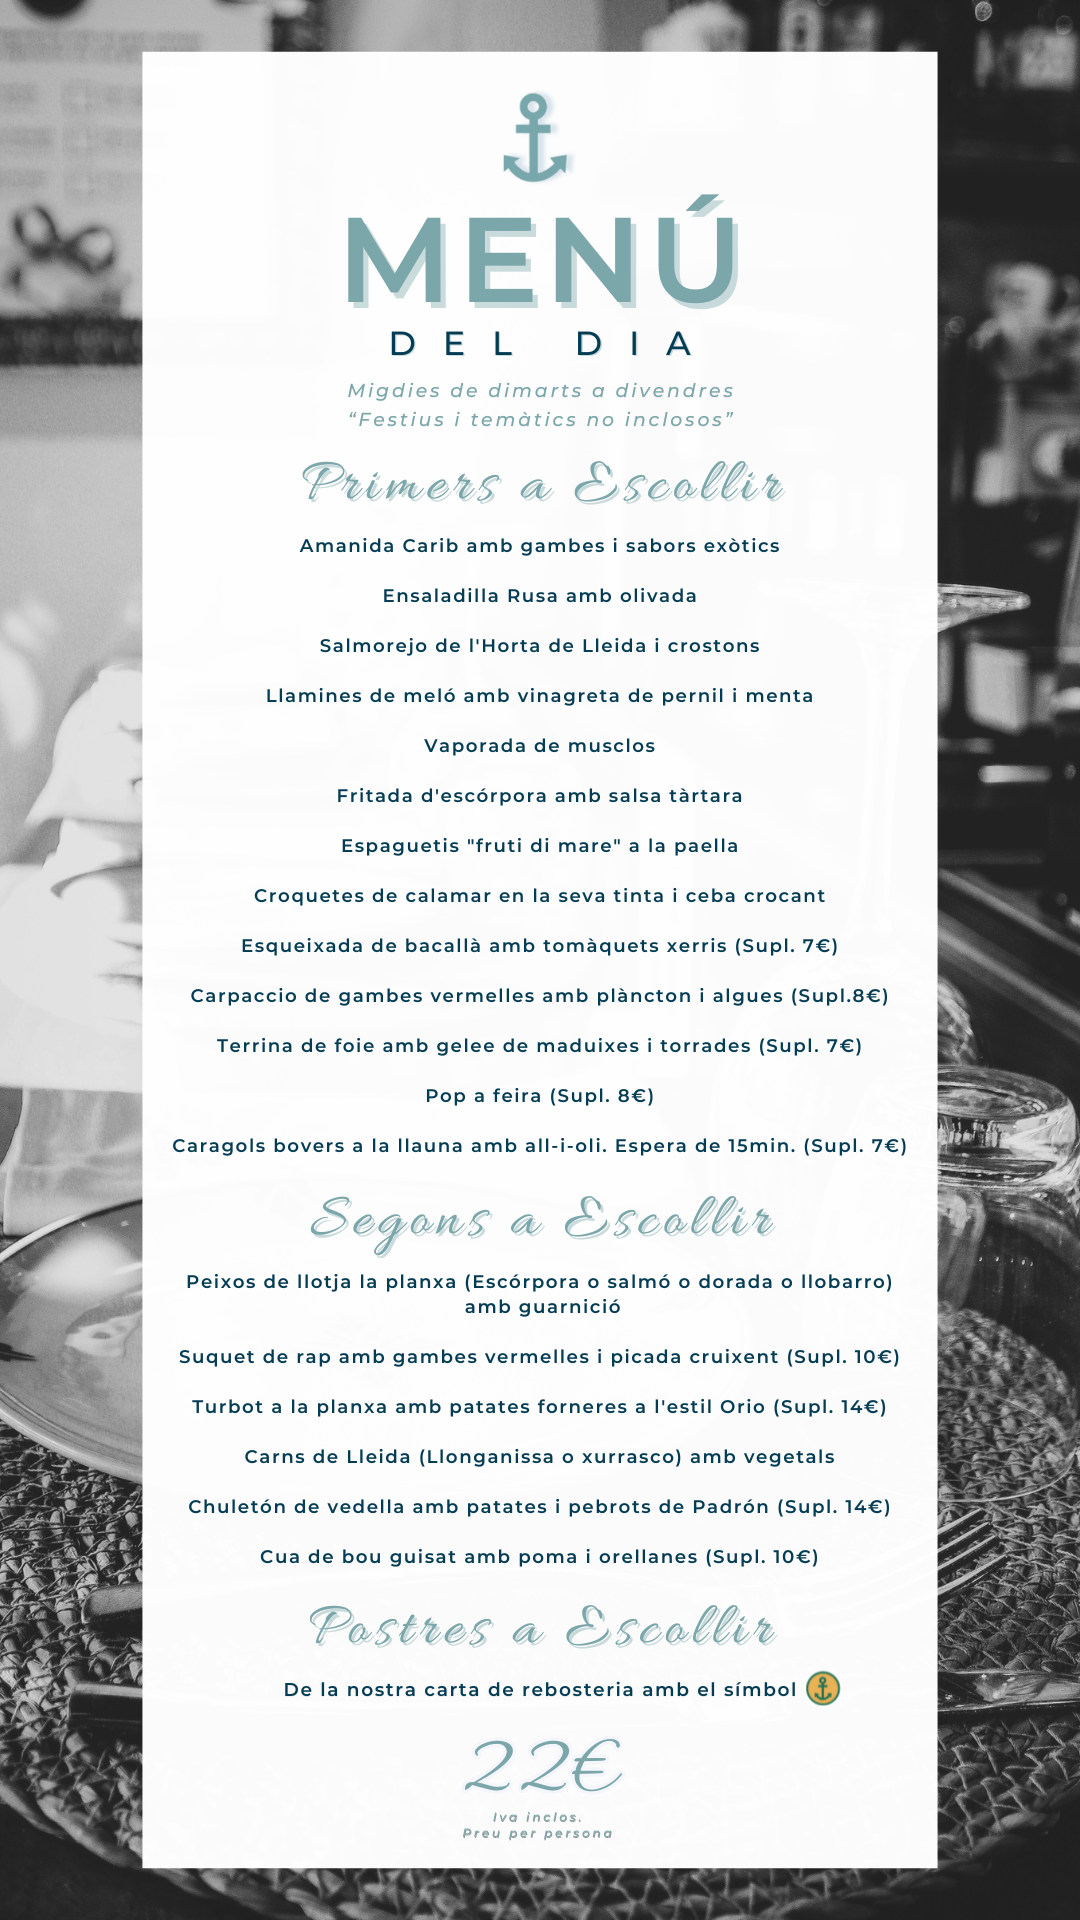 MENÚ
DEL DIA
Migdies de dimarts a divendres
“Festius i temàtics no inclosos”
Primers a Escollir
Amanida Carib amb gambes i sabors exòtics
Ensaladilla Rusa amb olivada
Salmorejo de l'Horta de Lleida i crostons
Llamines de meló amb vinagreta de pernil i menta
Vaporada de musclos
Fritada d'escórpora amb salsa tàrtara
Espaguetis "fruti di mare" a la paella
Croquetes de calamar en la seva tinta i ceba crocant
Esqueixada de bacallà amb tomàquets xerris (Supl. 7€)
Carpaccio de gambes vermelles amb plàncton i algues (Supl.8€)
Terrina de foie amb gelee de maduixes i torrades (Supl. 7€)
Pop a feira (Supl. 8€)
Caragols bovers a la llauna amb all-i-oli. Espera de 15min. (Supl. 7€)
Segons a Escollir
Peixos de llotja la planxa (Escórpora o salmó o dorada o llobarro)
amb guarnició
Suquet de rap amb gambes vermelles i picada cruixent (Supl. 10€)
Turbot a la planxa amb patates forneres a l'estil Orio (Supl. 14€)
Carns de Lleida (Llonganissa o xurrasco) amb vegetals
Chuletón de vedella amb patates i pebrots de Padrón (Supl. 14€)
Cua de bou guisat amb poma i orellanes (Supl. 10€)
Postres a Escollir
De la nostra carta de rebosteria amb el símbol
22€
Iva inclos.
Preu per persona